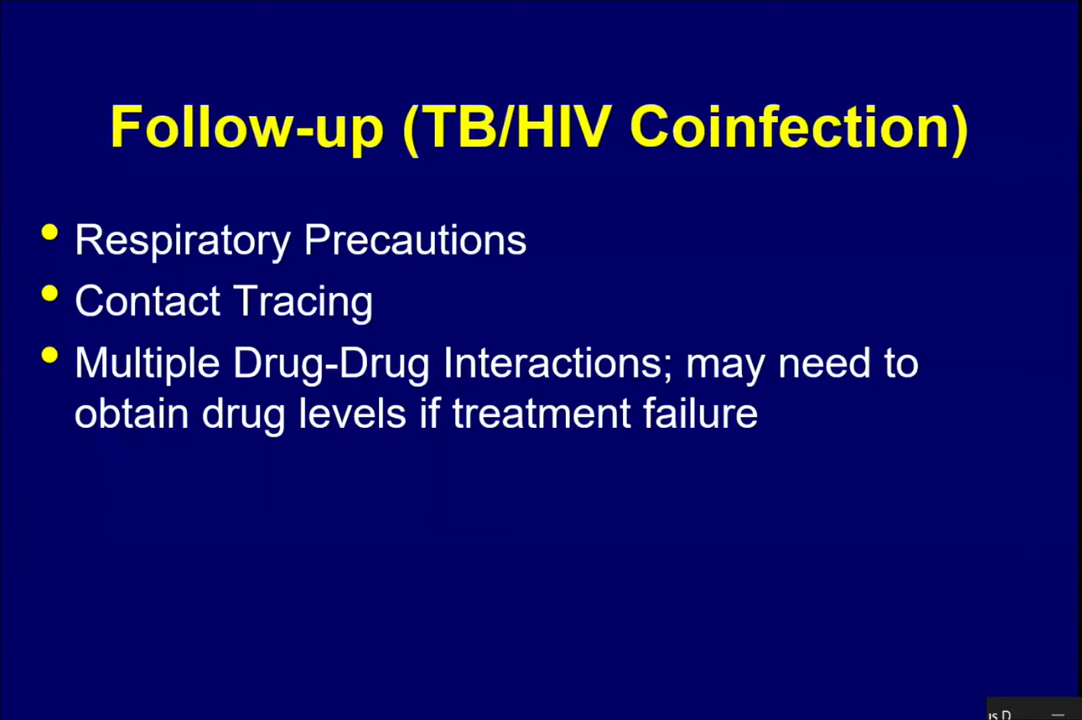 Follow-up (TB/HIV Coinfection)
• Respiratory Precautions
• Contact Tracing
• Multiple Drug-Drug Interactions; may need to
obtain drug levels if treatment failure
us D